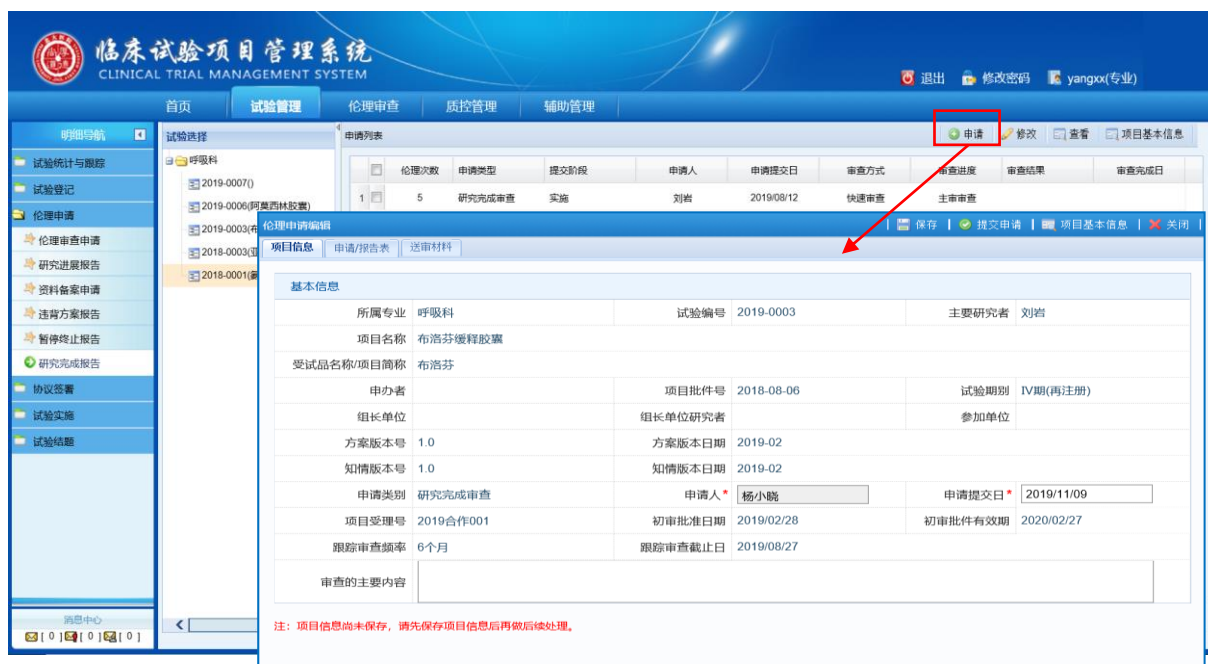 临床试验项目管理系统
CLINICAL TRIAL MANAGEMENT SYSTEM
退出 修改密码 yangxx(专业)
首页 试验管理 伦理审查 质控管理 辅助管理
明细导航
试验统计与跟踪
试验登记
伦理申请
伦理审查申请
研究进展报告
资料备案申请
违背方案报告
暂停终止报告
研究完成报告
协议签署
试验实施
试验结题
消息中心
[ 0 ] [ 0 ] [ 0 ]
试验选择
呼吸科
2019-0007()
2019-0006(阿莫西林胶囊)
2019-0003(布
2018-0003(亚
2018-0001(
申请列表 申请 修改 查看 项目基本信息
伦理次数 申请类型 提交阶段 申请人 申请提交日 审查方式 审查进度 审查结果 审查完成日
1 5 研究完成审查 实施 刘岩 2019/08/12 快速审查 主审审查
伦理申请编辑 | 保存 | 提交申请 | 项目基本信息 | 关闭 |
项目信息 申请/报告表 送审材料
基本信息
所属专业 呼吸科 试验编号 2019-0003 主要研究者 刘岩
项目名称 布洛芬缓释胶囊
受试品名称/项目简称 布洛芬
申办者 项目批件号 2018-08-06 试验期别 IV期(再注册)
组长单位 组长单位研究者 参加单位
方案版本号 1.0 方案版本日期 2019-02
知情版本号 1.0 知情版本日期 2019-02
申请类别 研究完成审查 申请人* 杨小晓 申请提交日* 2019/11/09
项目受理号 2019合作001 初审批准日期 2019/02/28 初审批件有效期 2020/02/27
跟踪审查频率 6个月 跟踪审查截止日 2019/08/27
审查的主要内容
注：项目信息尚未保存，请先保存项目信息后再做后续处理。